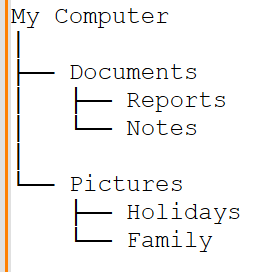 My Computer
│
├── Documents
│   ├── Reports
│   └── Notes
│
└── Pictures
    ├── Holidays
    └── Family